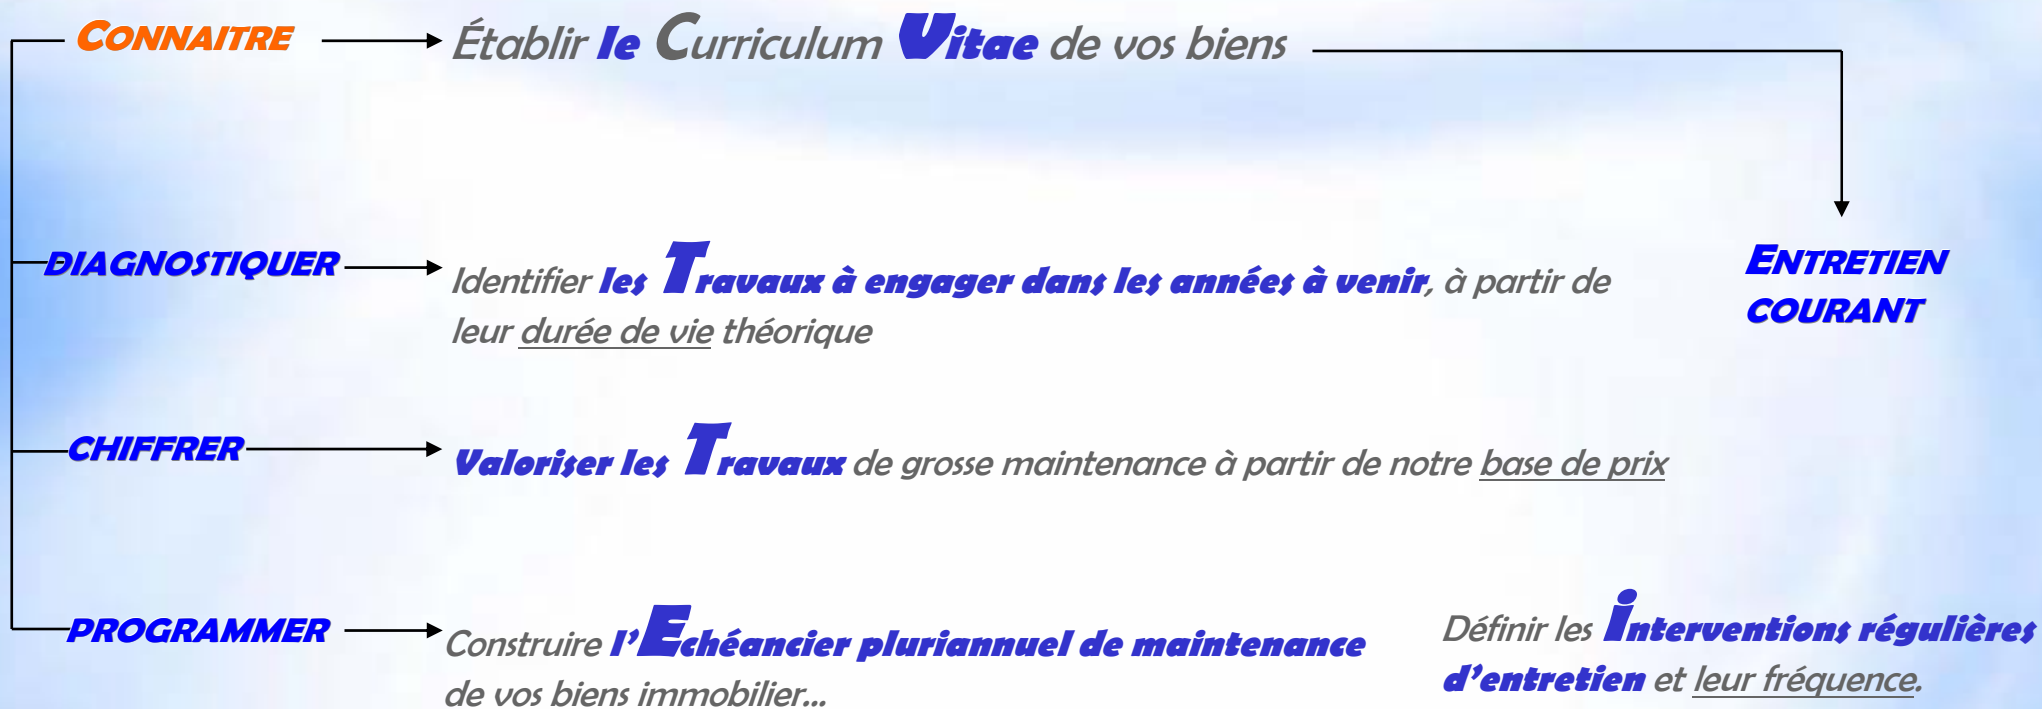 CONNAITRE
Établir le Curriculum Vitae de vos biens
DIAGNOSTIQUER
Identifier les Travaux à engager dans les années à venir, à partir de
leur durée de vie théorique
ENTRETIEN
COURANT
CHIFFRER
Valoriser les Travaux de grosse maintenance à partir de notre base de prix
PROGRAMMER
Construire l'Echéancier pluriannuel de maintenance
de vos biens immobilier...
Définir les interventions régulières
d'entretien et leur fréquence.